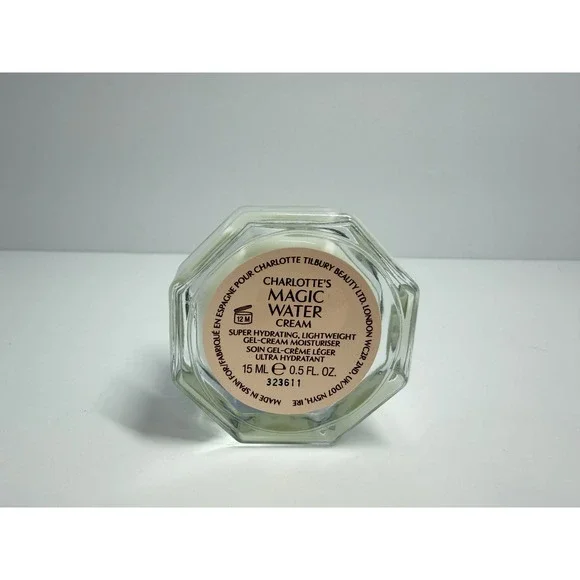 MADE IN SPAIN FOR/FABRIQUÉ EN ESPAGNE POUR CHARLOTTE TILBURY BEAUTY LTD. LONDON WC2R 2ND, UK/D07 N5YH, IRE
CHARLOTTE'S
MAGIC
WATER
CREAM
12 M
SUPER HYDRATING, LIGHTWEIGHT
GEL-CREAM MOISTURISER
SOIN GEL-CRÈME LÉGER
ULTRA HYDRATANT
15 ML ℮ 0.5 FL. OZ.
323611